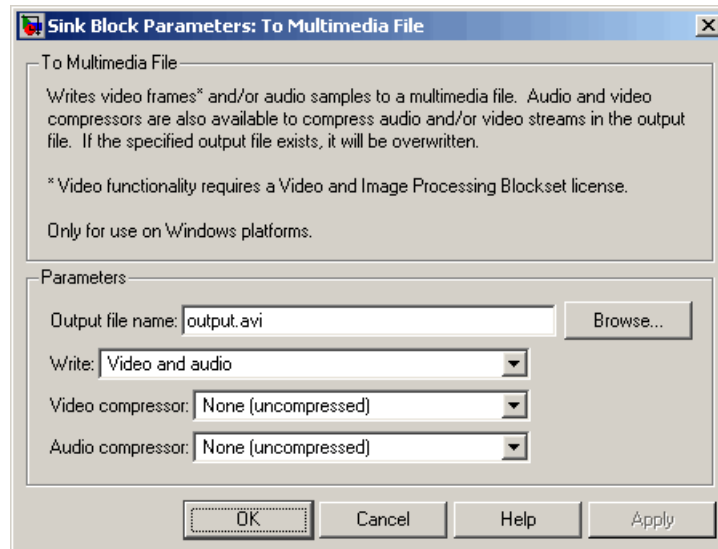 Sink Block Parameters: To Multimedia File
To Multimedia File
Writes video frames* and/or audio samples to a multimedia file. Audio and video
compressors are also available to compress audio and/or video streams in the output
file. If the specified output file exists, it will be overwritten.
* Video functionality requires a Video and Image Processing Blockset license.
Only for use on Windows platforms.
Parameters
Output file name: output.avi Browse...
Write: Video and audio
Video compressor: None (uncompressed)
Audio compressor: None (uncompressed)
OK Cancel Help Apply